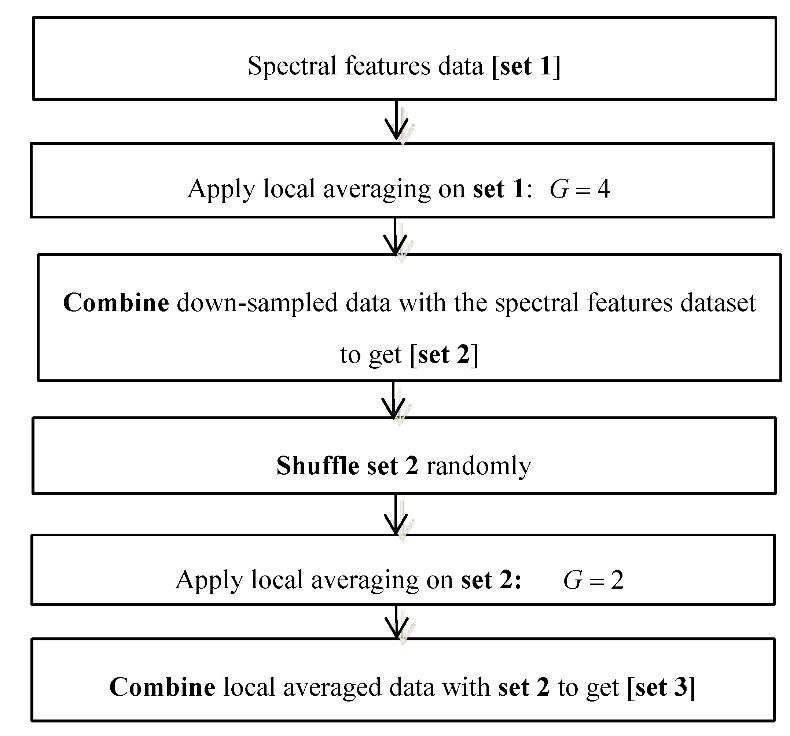 Spectral features data [set 1]
Apply local averaging on set 1: G = 4
Combine down-sampled data with the spectral features dataset
to get [set 2]
Shuffle set 2 randomly
Apply local averaging on set 2: G = 2
Combine local averaged data with set 2 to get [set 3]